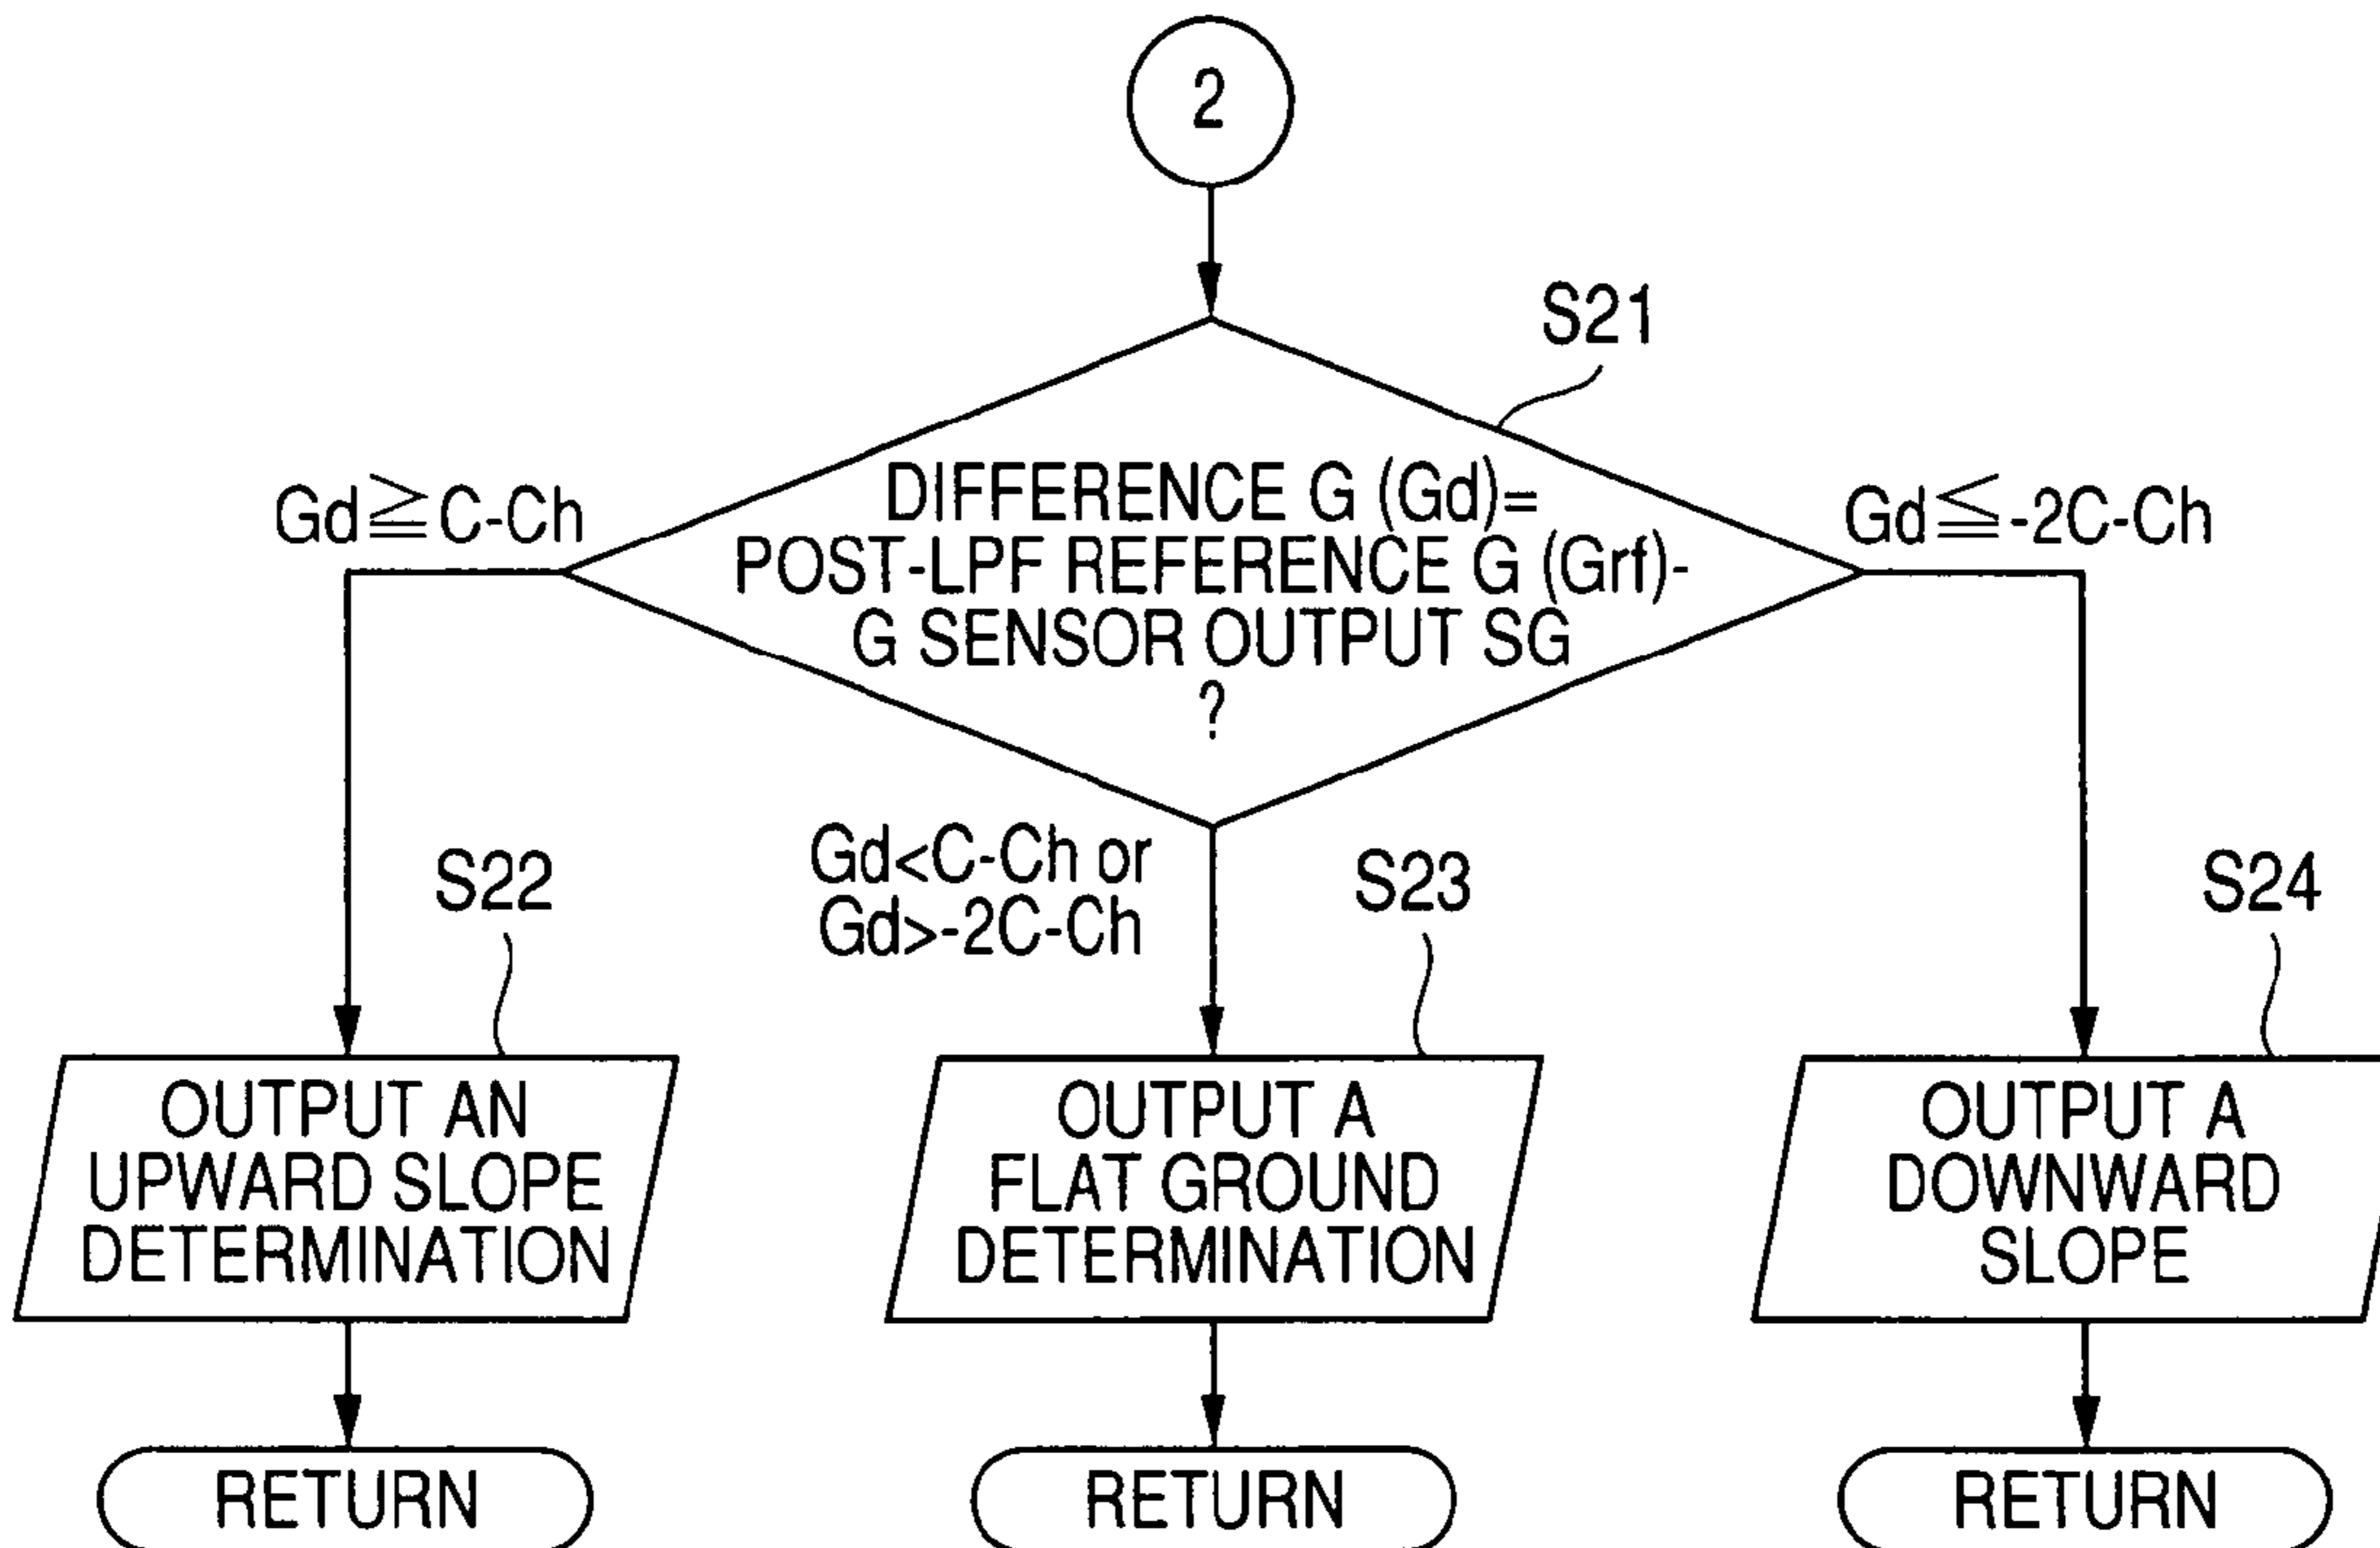 2
S21
DIFFERENCE G (Gd)=
POST-LPF REFERENCE G (Grf)-
G SENSOR OUTPUT SG
?
Gd≧C-Ch
Gd≦-2C-Ch
Gd<C-Ch or
Gd>-2C-Ch
S22
S23
S24
OUTPUT AN
UPWARD SLOPE
DETERMINATION
OUTPUT A
FLAT GROUND
DETERMINATION
OUTPUT A
DOWNWARD
SLOPE
RETURN
RETURN
RETURN